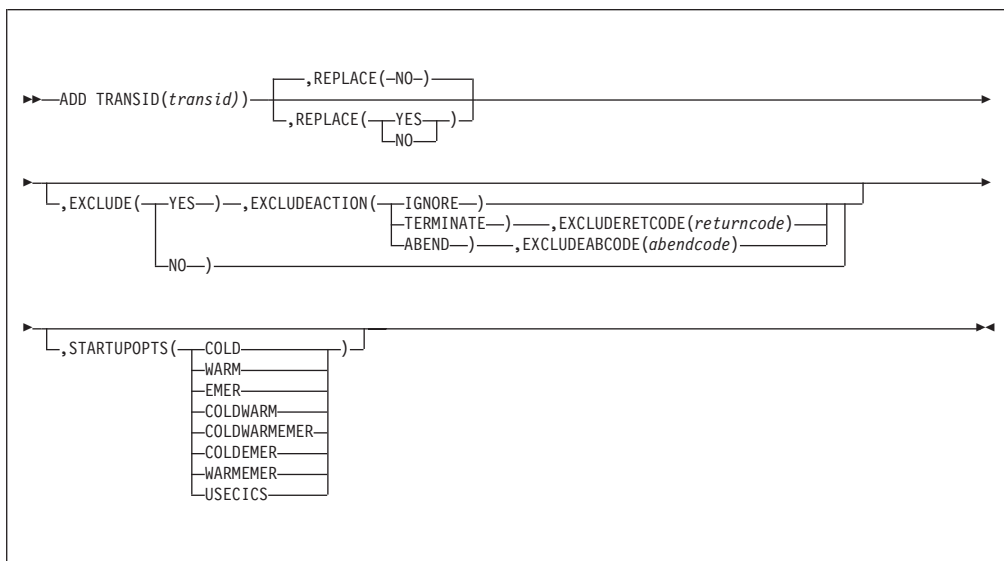 ,REPLACE(NO)
ADD TRANSID(transid))
,REPLACE( YES )
NO
,EXCLUDE( YES ) ,EXCLUDEACTION( IGNORE )
TERMINATE ) ,EXCLUDERETCODE(returncode)
ABEND ) ,EXCLUDEABCODE(abendcode)
NO )
,STARTUPOPTS( COLD )
WARM
EMER
COLDWARM
COLDWARMEMER
COLDEMER
WARMEMER
USECICS